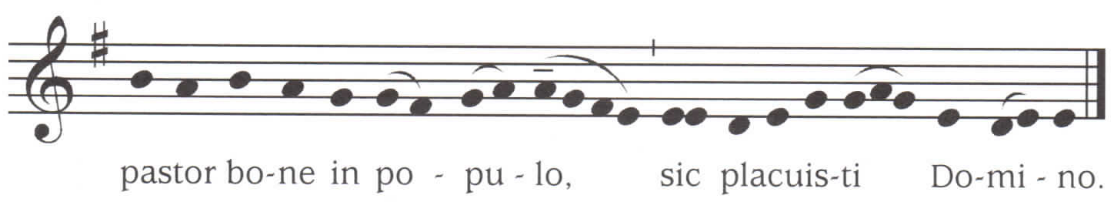 pastor bo-ne in po - pu - lo, sic placuis-ti Do-mi - no.